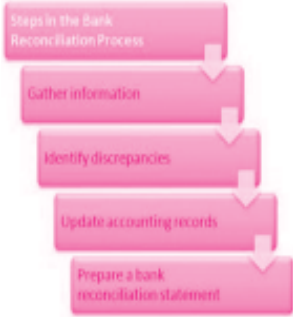 Steps in the Bank
Reconciliation Process
Gather information
Identify discrepancies
Update accounting records
Prepare a bank
reconciliation statement